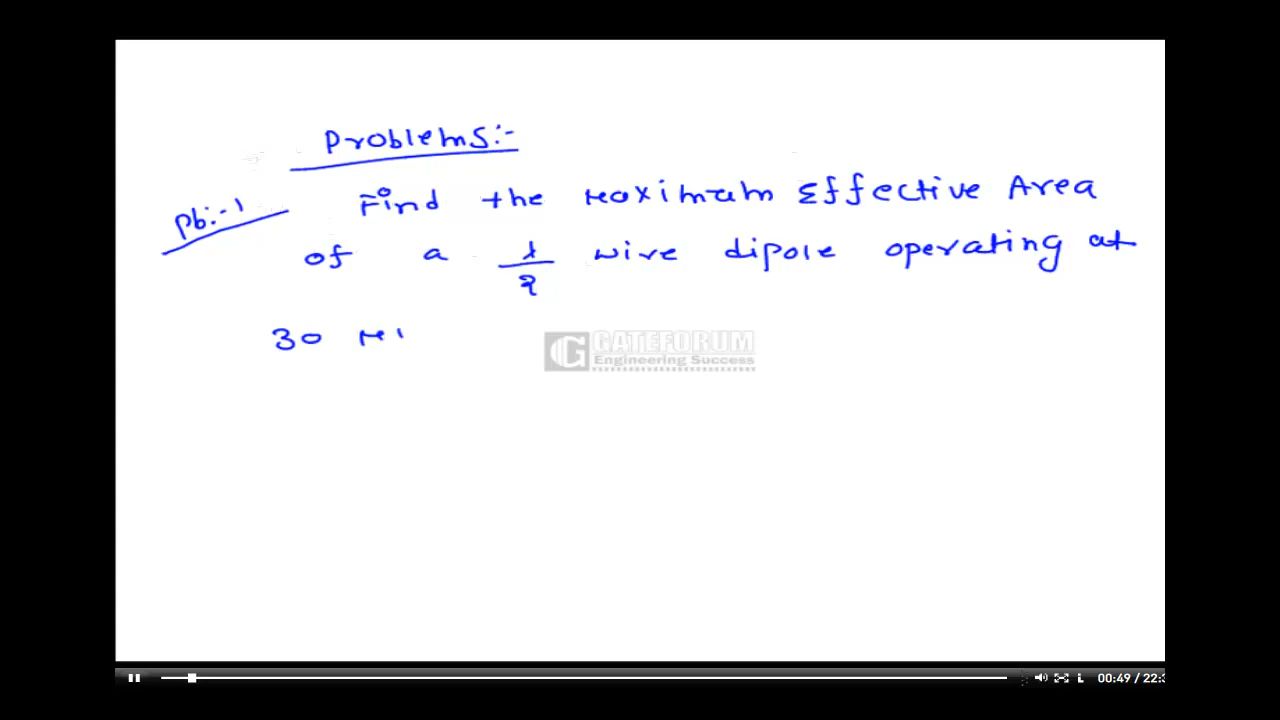 Problems:-
Pb:-1
Find the Maximum Effective Area
of a λ/2 wire dipole operating at
30
GATEFORUM
Engineering Success
00:49 / 22:3